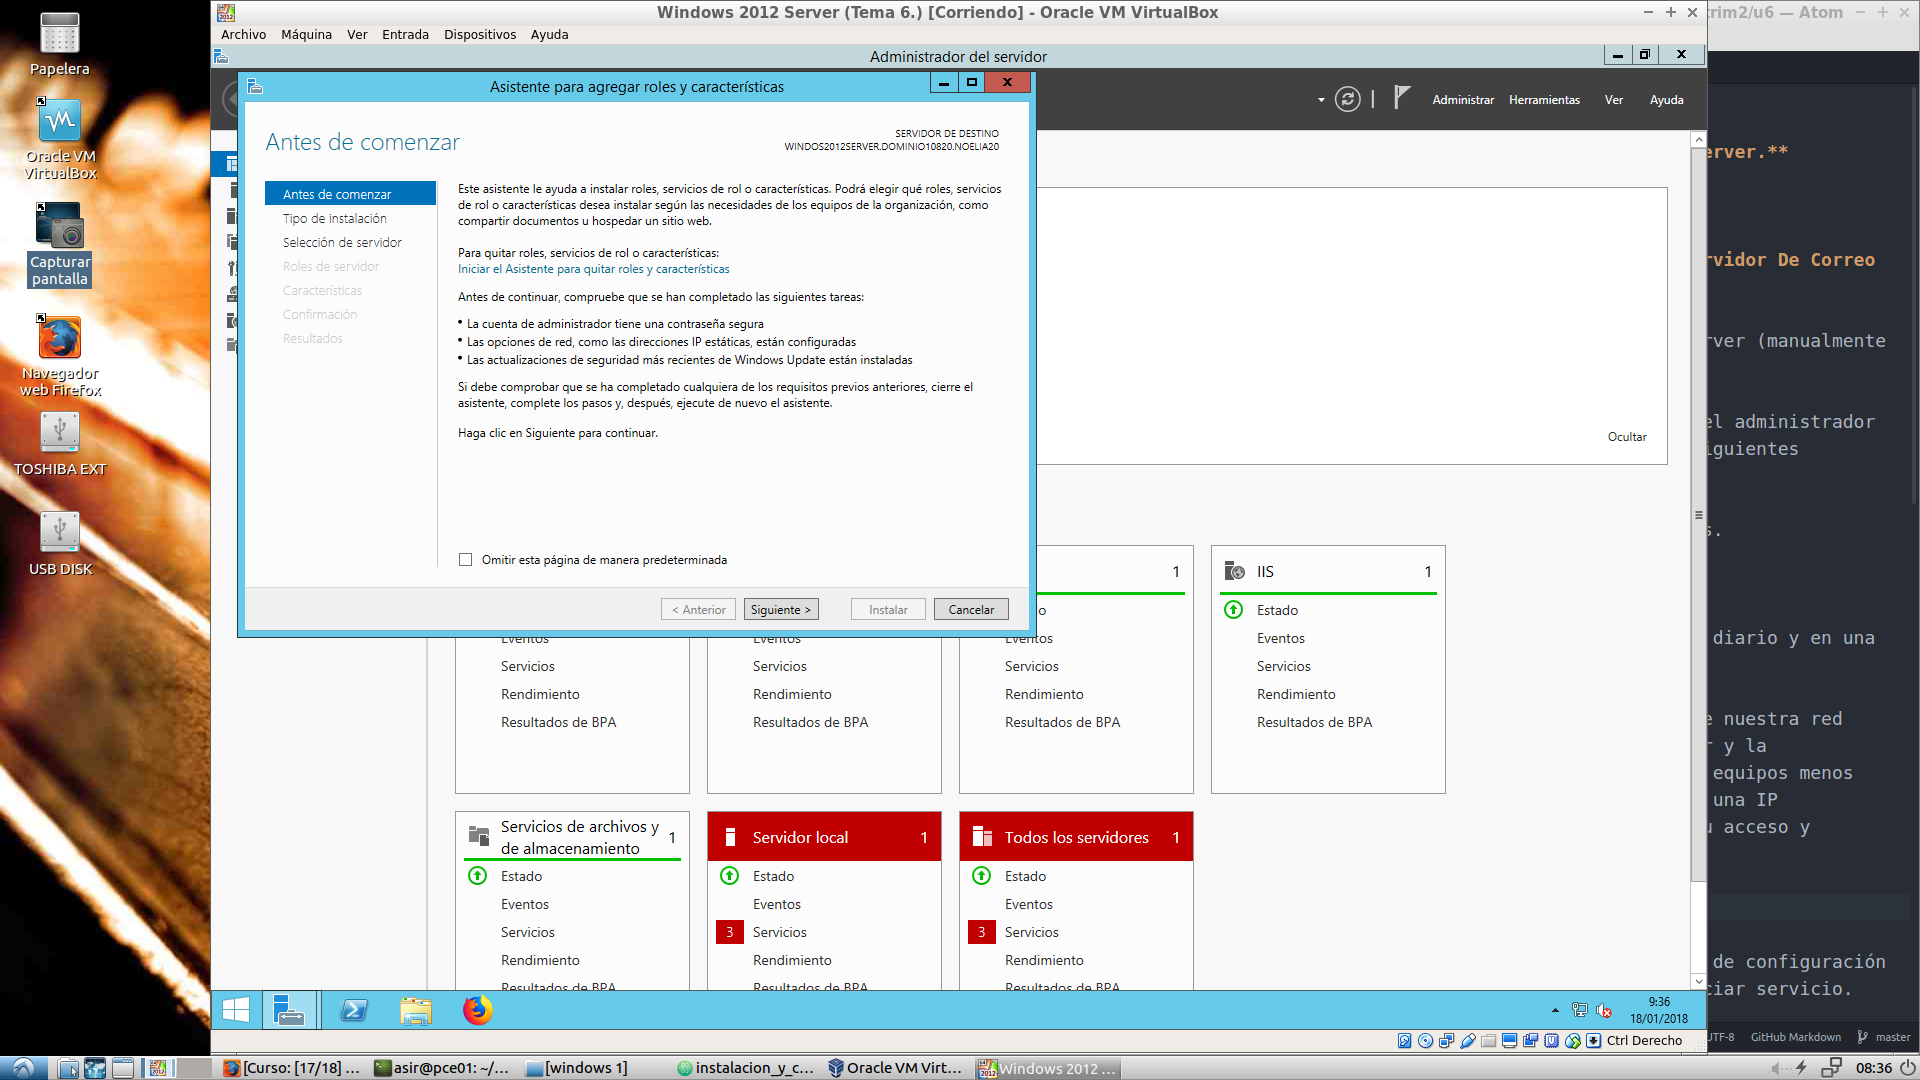 Windows 2012 Server (Tema 6.) [Corriendo] - Oracle VM VirtualBox
Archivo Máquina Ver Entrada Dispositivos Ayuda
Administrador del servidor
Administrar Herramientas Ver Ayuda
Asistente para agregar roles y características
Antes de comenzar
SERVIDOR DE DESTINO
WINDOS2012SERVER.DOMINIO10820.NOELIA20
Antes de comenzar
Tipo de instalación
Selección de servidor
Roles de servidor
Características
Confirmación
Resultados
Este asistente le ayuda a instalar roles, servicios de rol o características. Podrá elegir qué roles, servicios
de rol o características desea instalar según las necesidades de los equipos de la organización, como
compartir documentos u hospedar un sitio web.
Para quitar roles, servicios de rol o características:
Iniciar el Asistente para quitar roles y características
Antes de continuar, compruebe que se han completado las siguientes tareas:
• La cuenta de administrador tiene una contraseña segura
• Las opciones de red, como las direcciones IP estáticas, están configuradas
• Las actualizaciones de seguridad más recientes de Windows Update están instaladas
Si debe comprobar que se ha completado cualquiera de los requisitos previos anteriores, cierre el
asistente, complete los pasos y, después, ejecute de nuevo el asistente.
Haga clic en Siguiente para continuar.
Omitir esta página de manera predeterminada
< Anterior Siguiente > Instalar Cancelar
Ocultar
1
o
Eventos
Servicios
Rendimiento
Resultados de BPA
Eventos
Servicios
Rendimiento
Resultados de BPA
Eventos
Servicios
Rendimiento
Resultados de BPA
IIS 1
Estado
Eventos
Servicios
Rendimiento
Resultados de BPA
Servicios de archivos y
de almacenamiento 1
Estado
Eventos
Servicios
Rendimiento
Resultados de BPA
Servidor local 1
Estado
Eventos
3 Servicios
Rendimiento
Resultados de BPA
Todos los servidores 1
Estado
Eventos
3 Servicios
Rendimiento
Resultados de BPA
9:36
18/01/2018
Ctrl Derecho
Papelera
Oracle VM
VirtualBox
Capturar
pantalla
Navegador
web Firefox
TOSHIBA EXT
USB DISK
trim2/u6 — Atom
erver.**
rvidor De Correo
rver (manualmente
el administrador
iguientes
s.
diario y en una
e nuestra red
r y la
equipos menos
una IP
u acceso y
de configuración
ciar servicio.
UTF-8 GitHub Markdown master
[Curso: [17/18] ... asir@pce01: ~/... [windows 1] instalacion_y_c... Oracle VM Virt... Windows 2012 ... 08:36